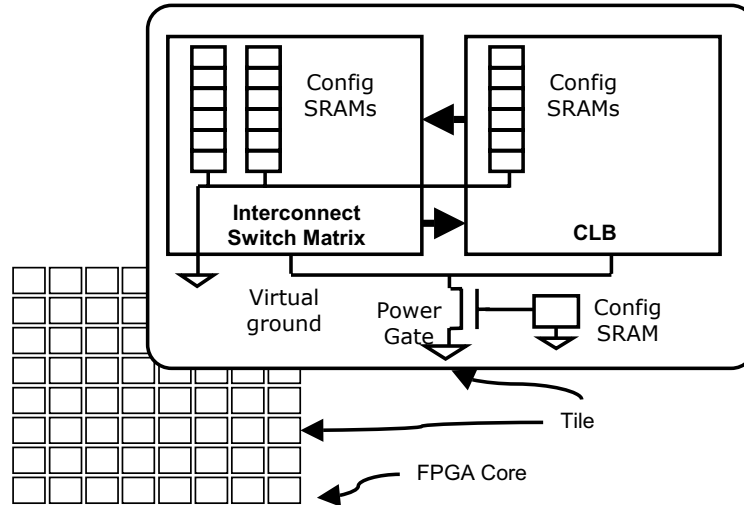 Config
SRAMs
Config
SRAMs
Interconnect
Switch Matrix
CLB
Virtual
ground
Power
Gate
Config
SRAM
Tile
FPGA Core